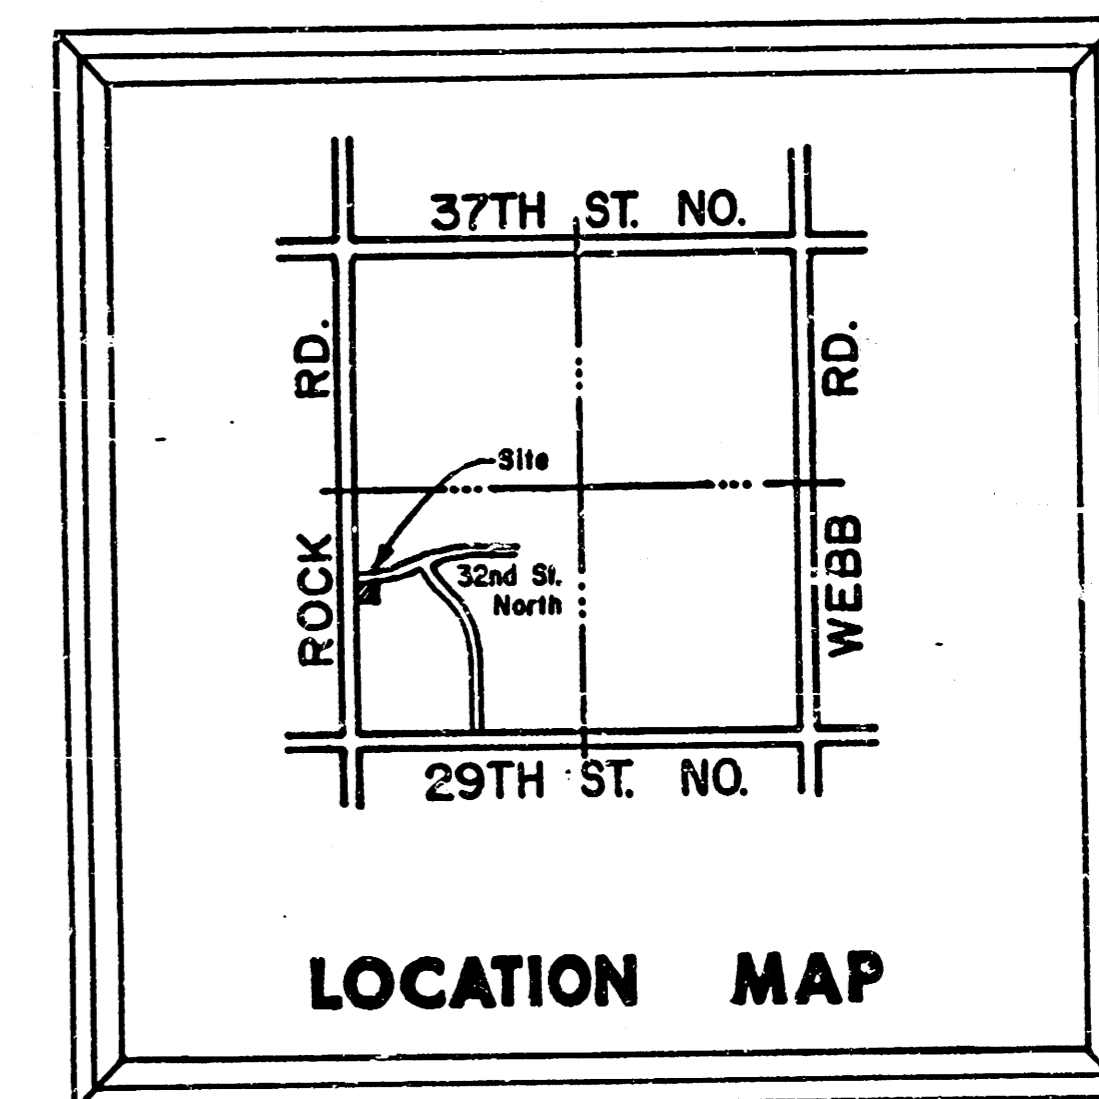 37TH ST. NO.
ROCK RD.
WEBB RD.
Site
32nd St.
North
29TH ST. NO.
LOCATION MAP